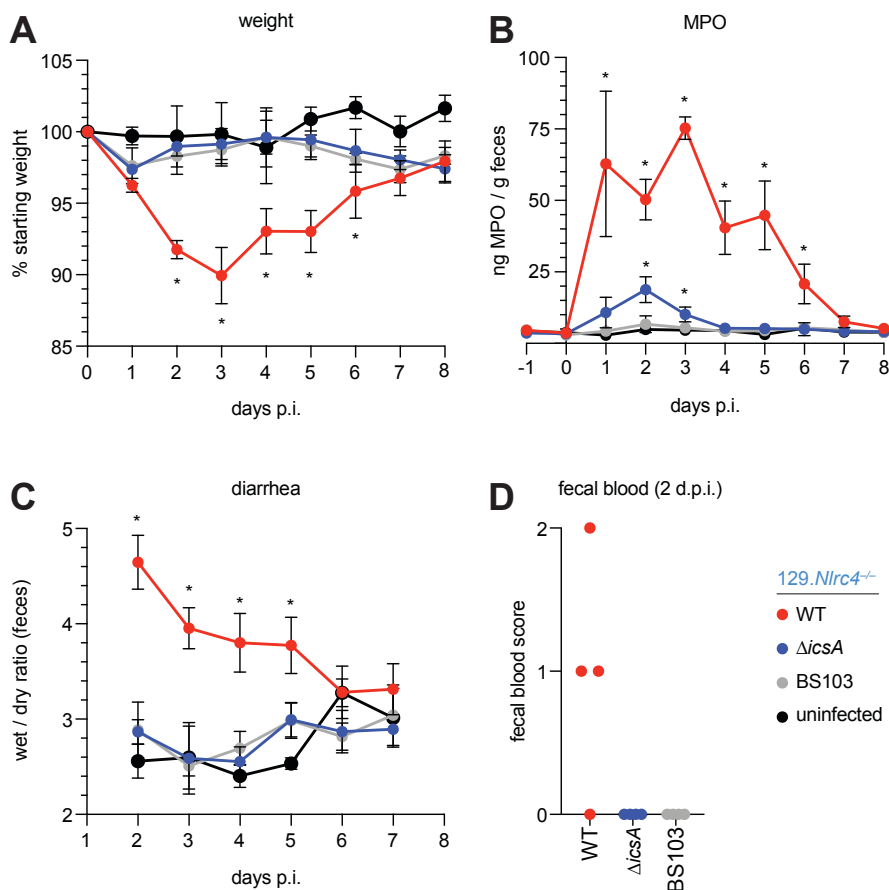 A
weight
% starting weight
105
100
95
90
85
0 1 2 3 4 5 6 7 8
days p.i.
* * * * *
B
MPO
ng MPO / g feces
100
75
50
25
-1 0 1 2 3 4 5 6 7 8
days p.i.
* * * * * *
* *
C
diarrhea
wet / dry ratio (feces)
5
4
3
2
1 2 3 4 5 6 7 8
days p.i.
* * * *
D
fecal blood (2 d.p.i.)
fecal blood score
2
1
0
WT
ΔicsA
BS103
129.Nlrc4–/–
WT
ΔicsA
BS103
uninfected